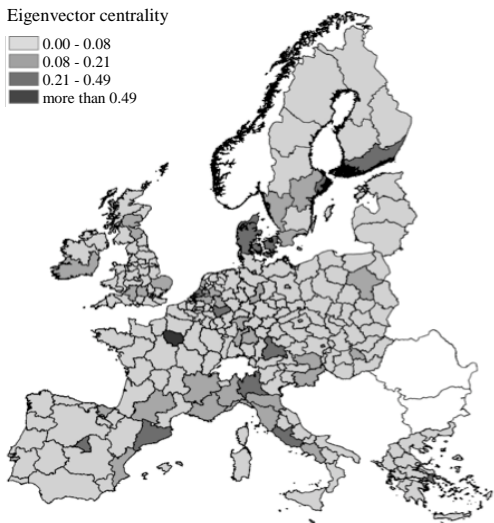 Eigenvector centrality
0.00 - 0.08
0.08 - 0.21
0.21 - 0.49
more than 0.49